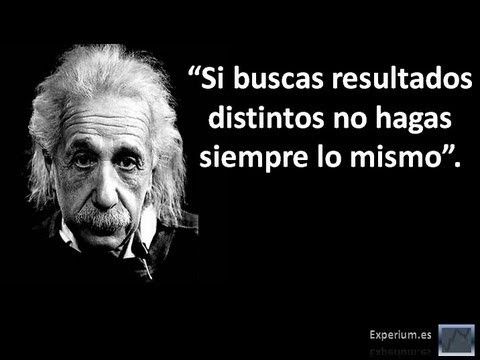 “Si buscas resultados
distintos no hagas
siempre lo mismo”.
Experium.es